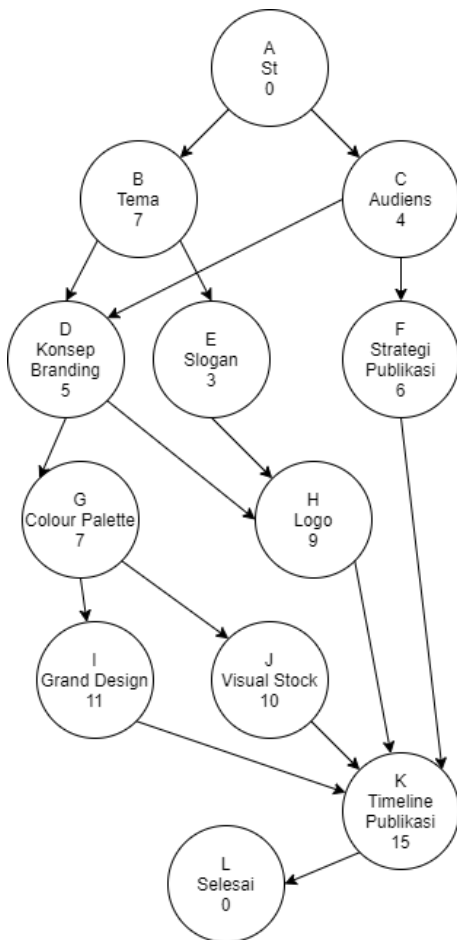 A
St
0
B
Tema
7
C
Audiens
4
D
Konsep
Branding
5
E
Slogan
3
F
Strategi
Publikasi
6
G
Colour Palette
7
H
Logo
9
I
Grand Design
11
J
Visual Stock
10
K
Timeline
Publikasi
15
L
Selesai
0